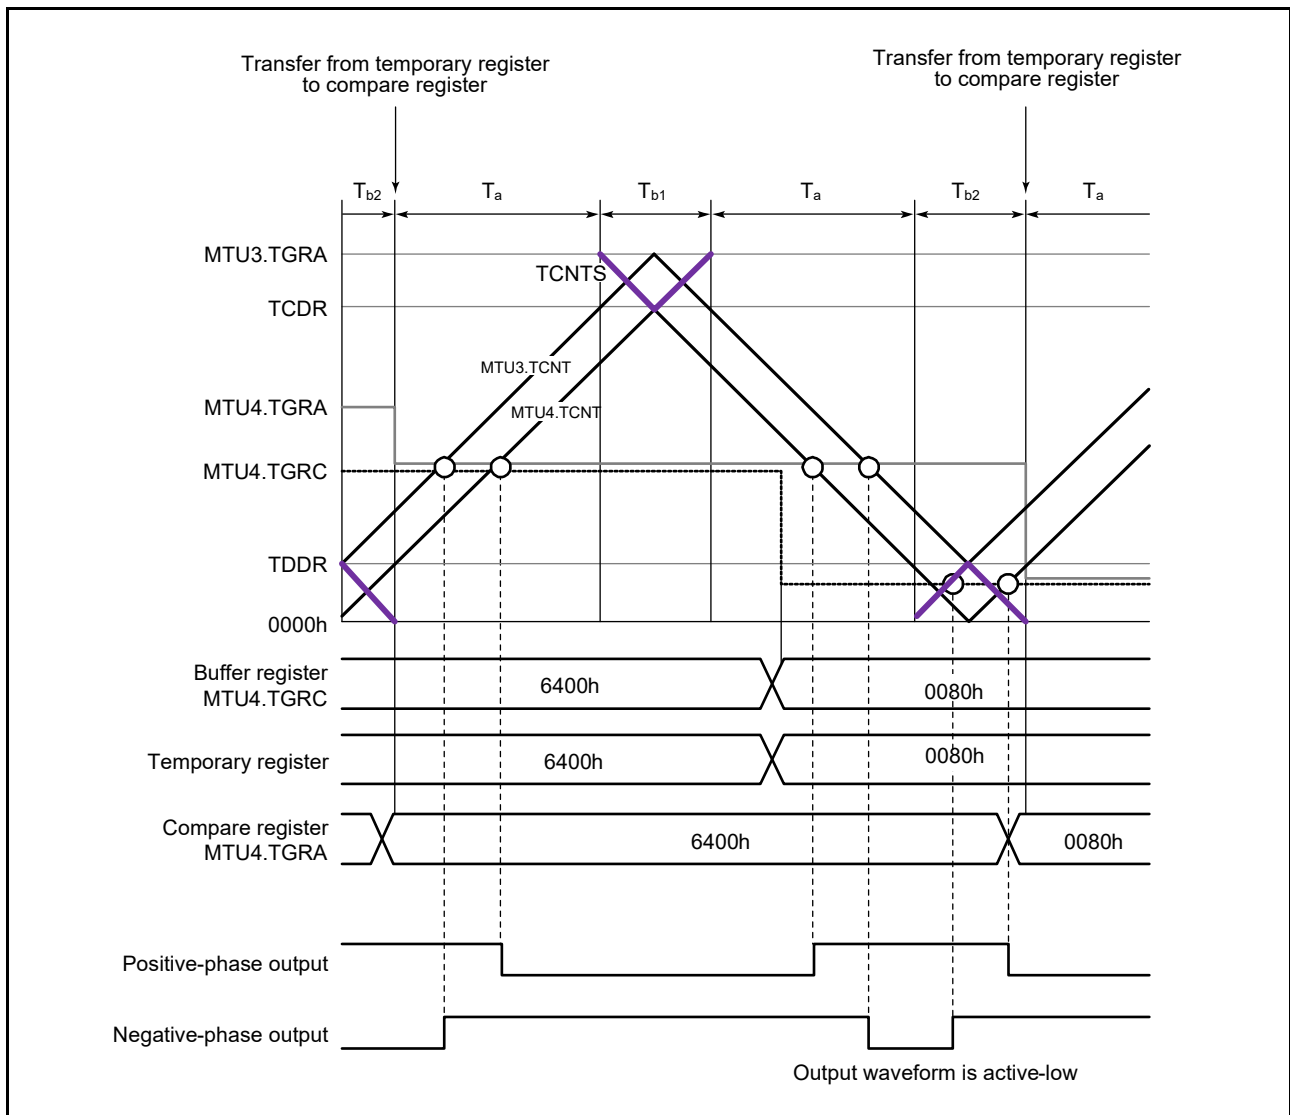 Transfer from temporary register
to compare register
Transfer from temporary register
to compare register
Tb2
Ta
Tb1
Ta
Tb2
Ta
MTU3.TGRA
TCNTS
TCDR
MTU3.TCNT
MTU4.TGRA
MTU4.TCNT
MTU4.TGRC
TDDR
0000h
Buffer register
MTU4.TGRC
6400h
0080h
Temporary register
6400h
0080h
Compare register
MTU4.TGRA
6400h
0080h
Positive-phase output
Negative-phase output
Output waveform is active-low